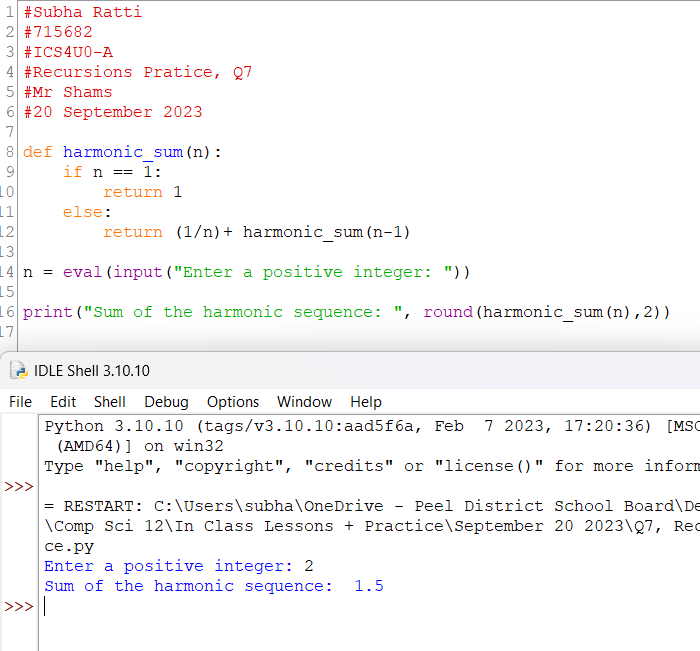 1 #Subha Ratti
2 #715682
3 #ICS4U0-A
4 #Recursions Pratice, Q7
5 #Mr Shams
6 #20 September 2023
7
8 def harmonic_sum(n):
9     if n == 1:
10         return 1
11     else:
12         return (1/n)+ harmonic_sum(n-1)
13
14 n = eval(input("Enter a positive integer: "))
15
16 print("Sum of the harmonic sequence: ", round(harmonic_sum(n),2))
17
IDLE Shell 3.10.10
File Edit Shell Debug Options Window Help
Python 3.10.10 (tags/v3.10.10:aad5f6a, Feb  7 2023, 17:20:36) [MSC
(AMD64)] on win32
Type "help", "copyright", "credits" or "license()" for more inform
>>>
= RESTART: C:\Users\subha\OneDrive - Peel District School Board\De
\Comp Sci 12\In Class Lessons + Practice\September 20 2023\Q7, Rec
ce.py
Enter a positive integer: 2
Sum of the harmonic sequence:  1.5
>>>